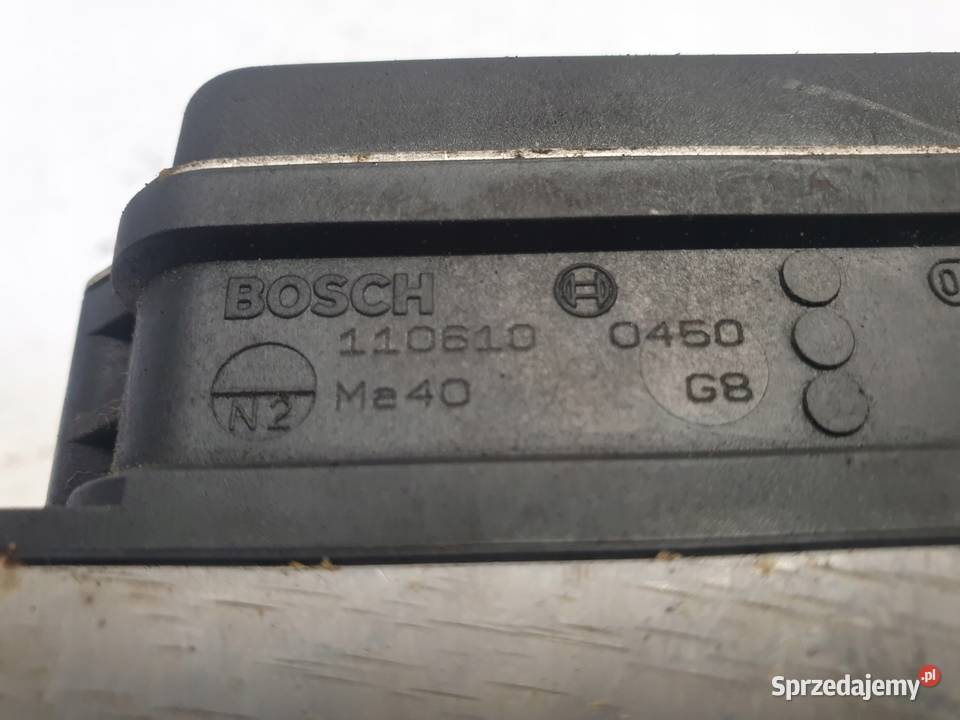 BOSCH
110610 0450
N2 Ma40 G8
Sprzedajemy.pl